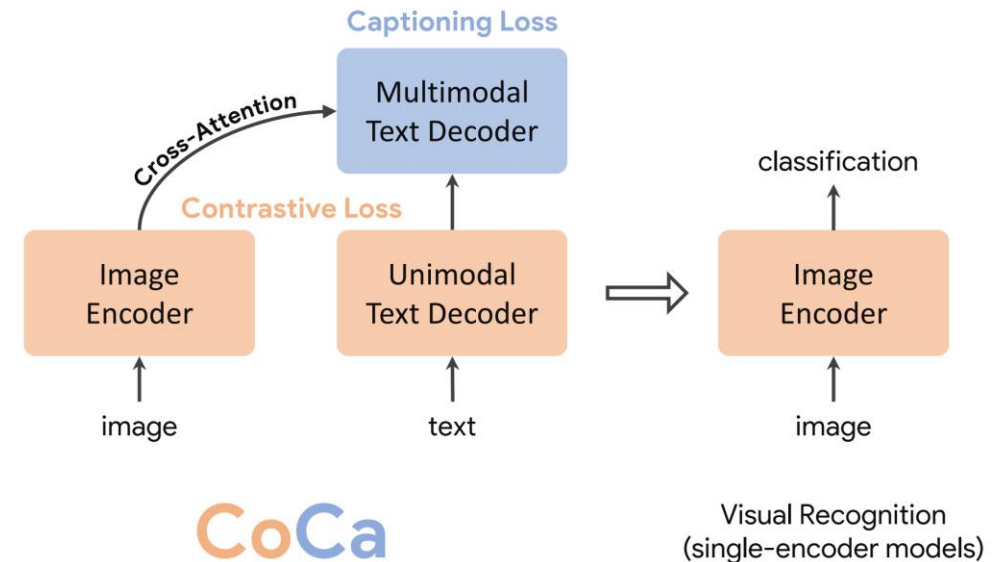 Captioning Loss
Multimodal
Text Decoder
Cross-Attention
Contrastive Loss
Image
Encoder
Unimodal
Text Decoder
image
text
CoCa
classification
Image
Encoder
image
Visual Recognition
(single-encoder models)